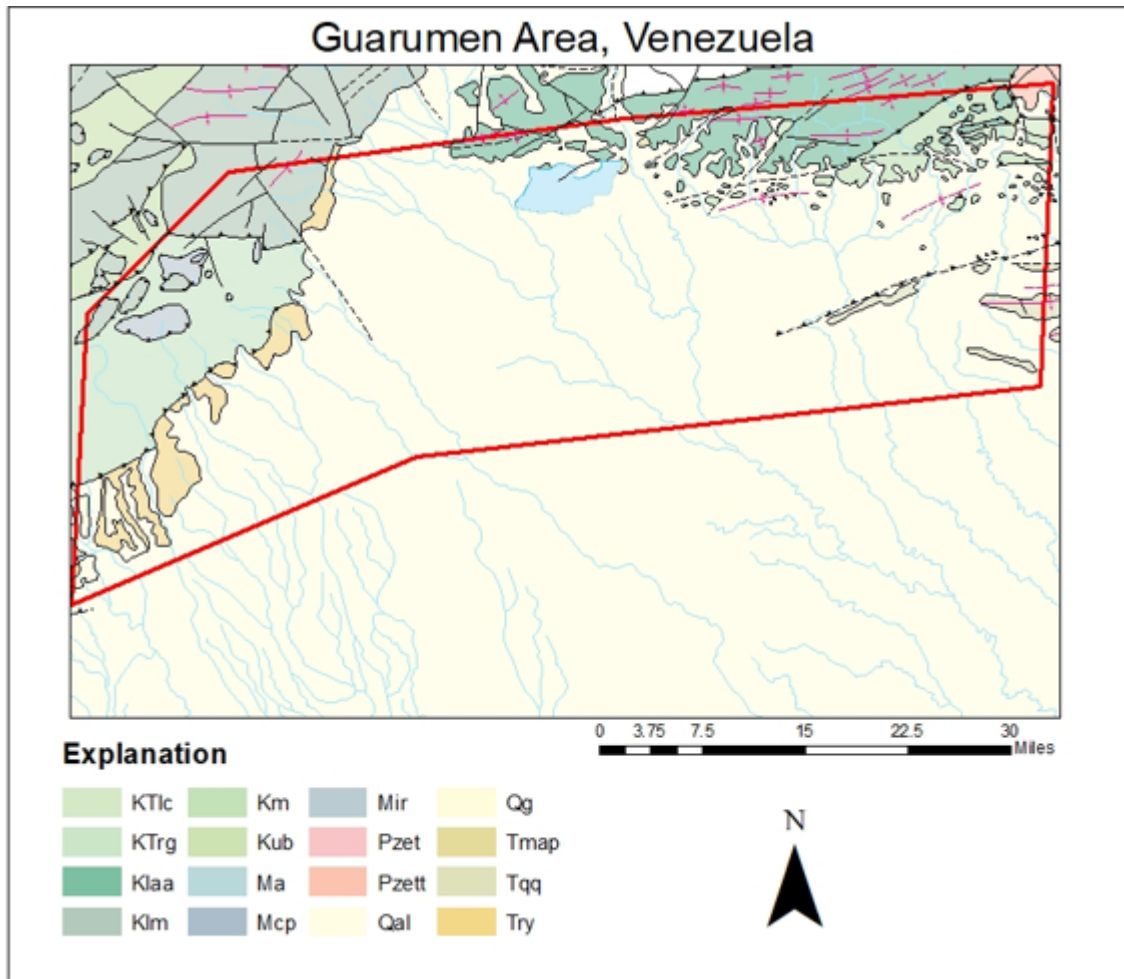 Guarumen Area, Venezuela
0 3.75 7.5 15 22.5 30
Miles
Explanation
KTlc Km Mir Qg
KTrg Kub Pzet Tmap
Klaa Ma Pzett Tqq
Klm Mcp Qal Try
N